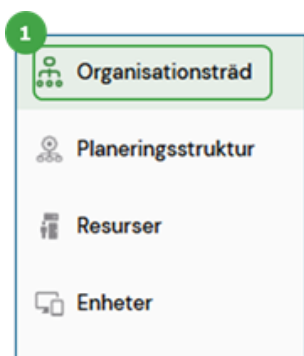 1
Organisationsträd
Planeringsstruktur
Resurser
Enheter